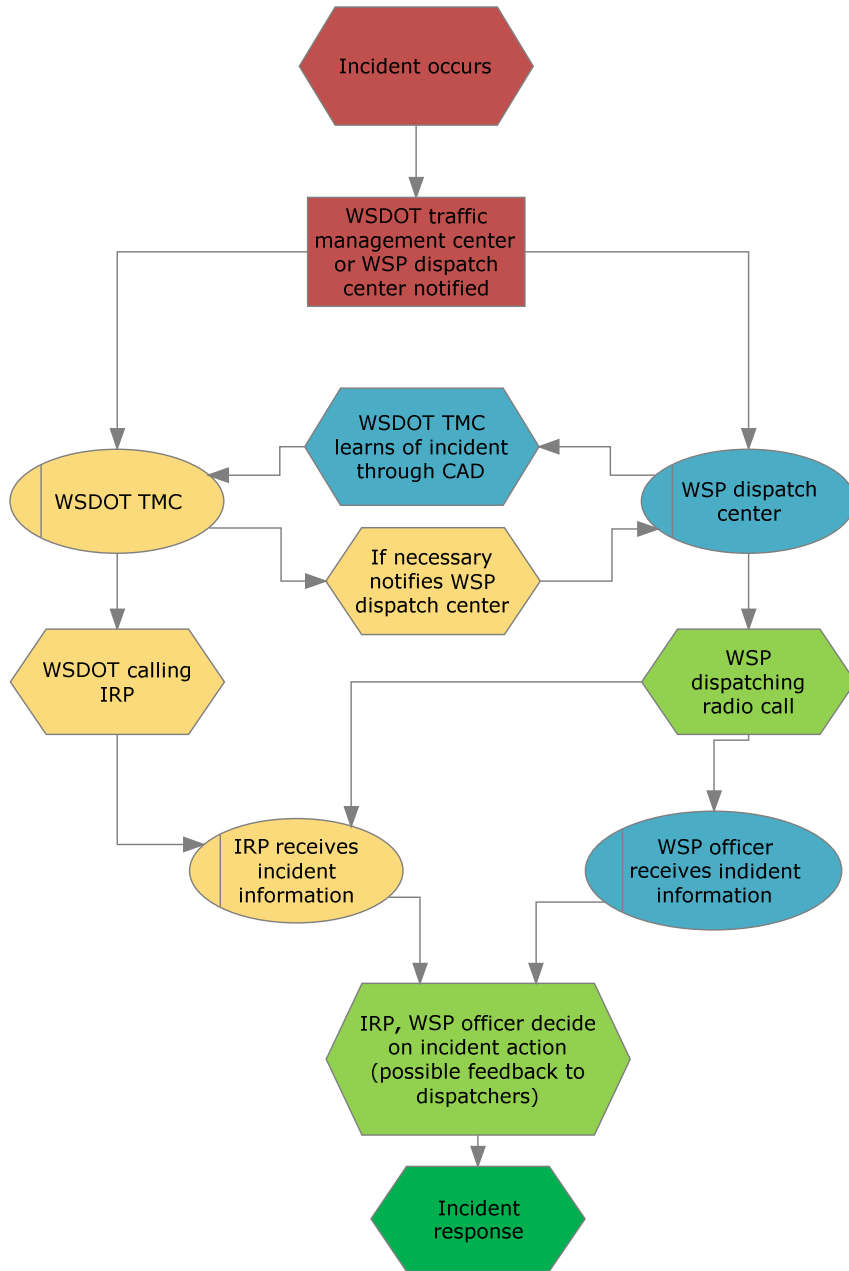 Incident occurs
WSDOT traffic
management center
or WSP dispatch
center notified
WSDOT TMC
learns of incident
through CAD
WSDOT TMC
WSP dispatch
center
If necessary
notifies WSP
dispatch center
WSDOT calling
IRP
WSP
dispatching
radio call
IRP receives
incident
information
WSP officer
receives indident
information
IRP, WSP officer decide
on incident action
(possible feedback to
dispatchers)
Incident
response